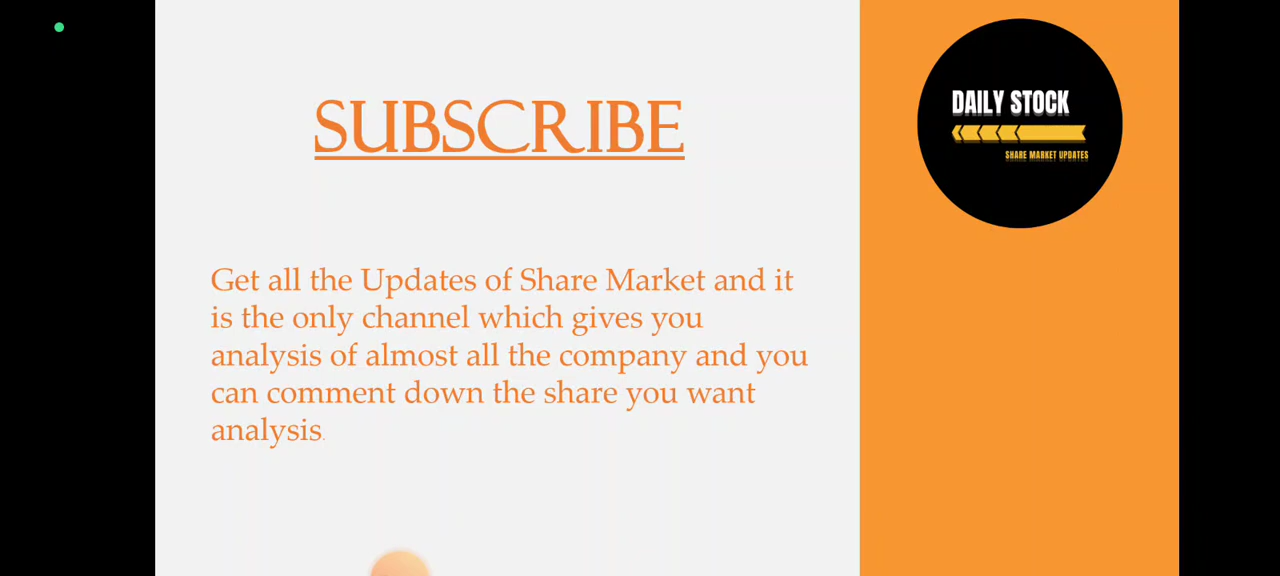 SUBSCRIBE
Get all the Updates of Share Market and it
is the only channel which gives you
analysis of almost all the company and you
can comment down the share you want
analysis.
DAILY STOCK
SHARE MARKET UPDATES